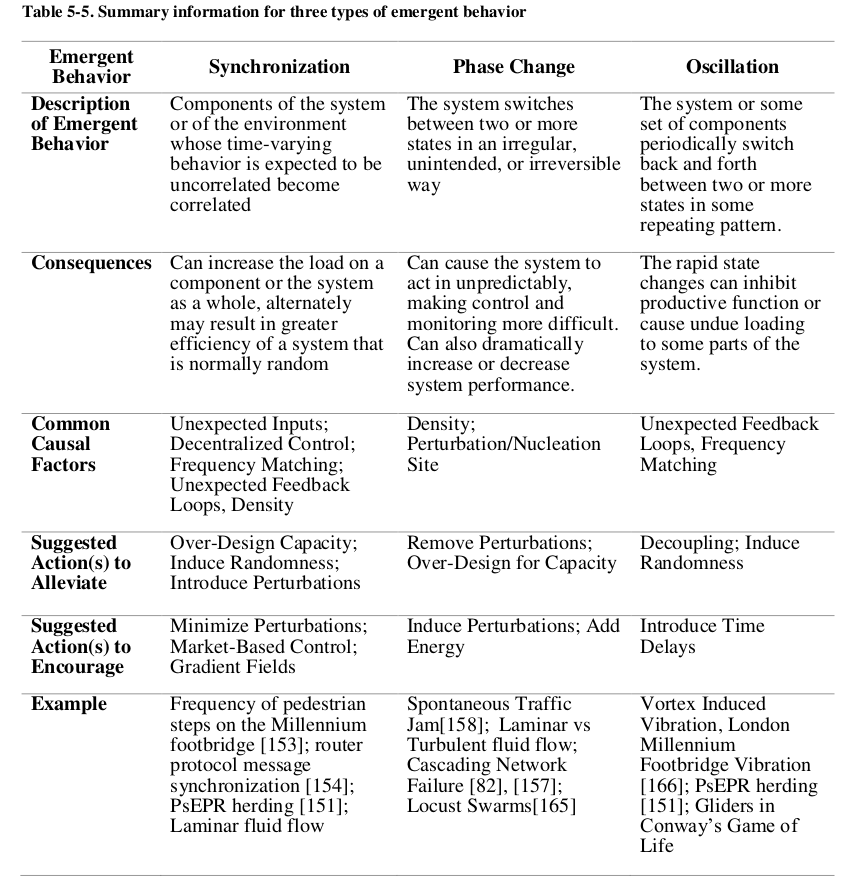 Table 5-5. Summary information for three types of emergent behavior
Emergent
Behavior
Synchronization
Phase Change
Oscillation
Description
of Emergent
Behavior
Components of the system
or of the environment
whose time-varying
behavior is expected to be
uncorrelated become
correlated
The system switches
between two or more
states in an irregular,
unintended, or irreversible
way
The system or some
set of components
periodically switch
back and forth
between two or more
states in some
repeating pattern.
Consequences
Can increase the load on a
component or the system
as a whole, alternately
may result in greater
efficiency of a system that
is normally random
Can cause the system to
act in unpredictably,
making control and
monitoring more difficult.
Can also dramatically
increase or decrease
system performance.
The rapid state
changes can inhibit
productive function or
cause undue loading
to some parts of the
system.
Common
Causal
Factors
Unexpected Inputs;
Decentralized Control;
Frequency Matching;
Unexpected Feedback
Loops, Density
Density;
Perturbation/Nucleation
Site
Unexpected Feedback
Loops, Frequency
Matching
Suggested
Action(s) to
Alleviate
Over-Design Capacity;
Induce Randomness;
Introduce Perturbations
Remove Perturbations;
Over-Design for Capacity
Decoupling; Induce
Randomness
Suggested
Action(s) to
Encourage
Minimize Perturbations;
Market-Based Control;
Gradient Fields
Induce Perturbations; Add
Energy
Introduce Time
Delays
Example
Frequency of pedestrian
steps on the Millennium
footbridge [153]; router
protocol message
synchronization [154];
PsEPR herding [151];
Laminar fluid flow
Spontaneous Traffic
Jam[158]; Laminar vs
Turbulent fluid flow;
Cascading Network
Failure [82], [157];
Locust Swarms[165]
Vortex Induced
Vibration, London
Millennium
Footbridge Vibration
[166]; PsEPR herding
[151]; Gliders in
Conway's Game of
Life